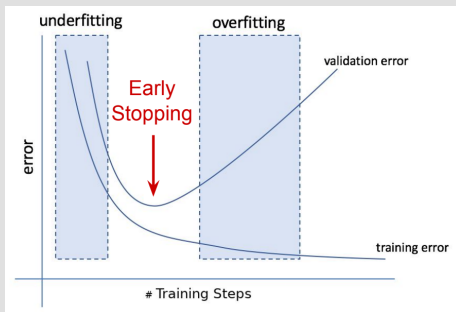 underfitting
overfitting
validation error
Early
Stopping
error
training error
# Training Steps